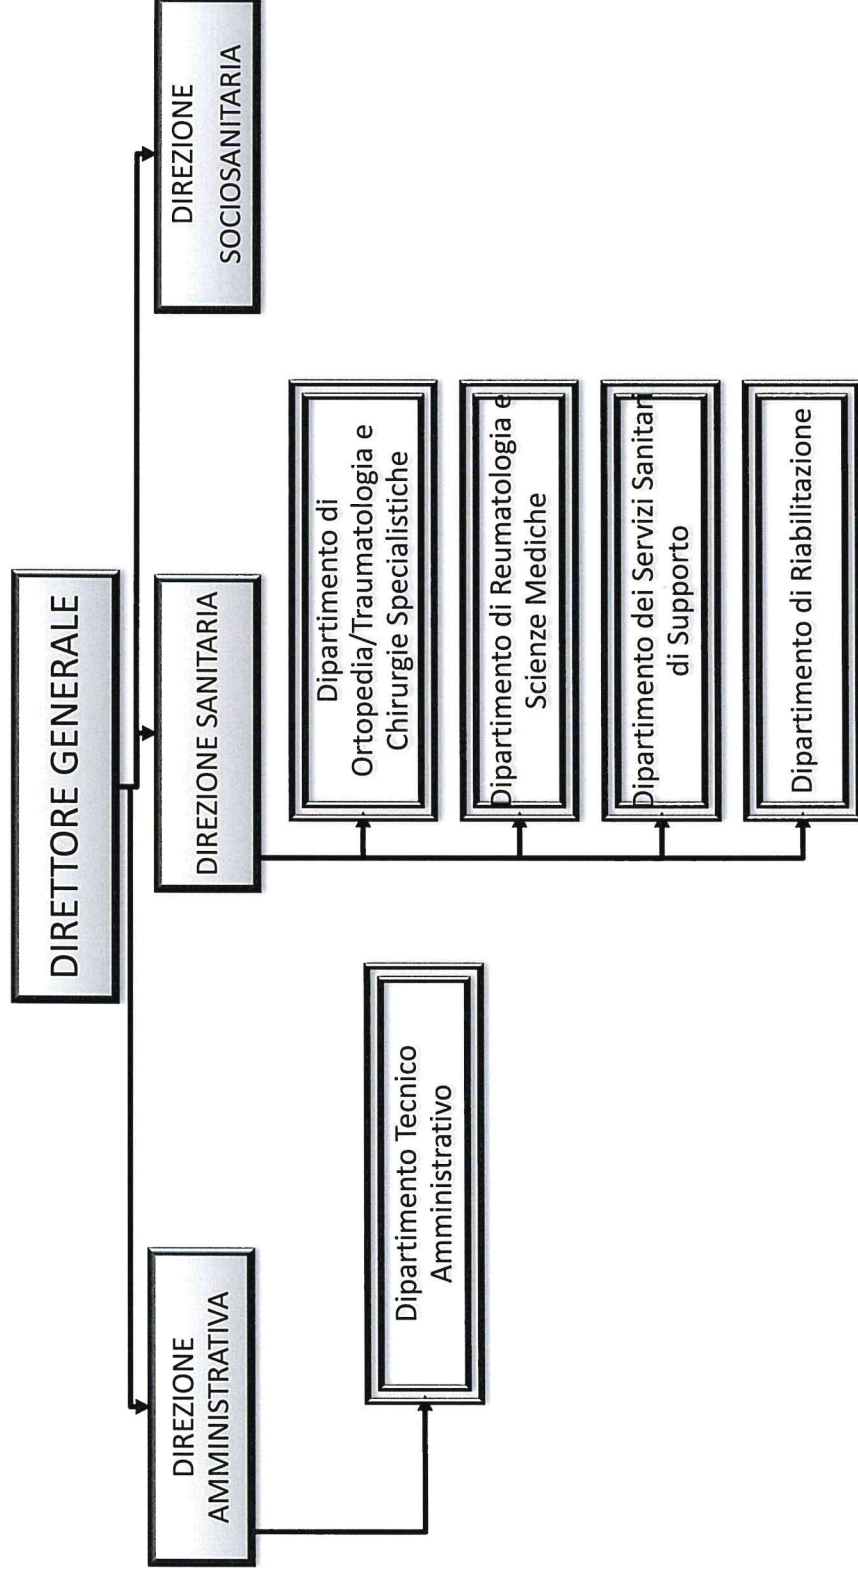 DIRETTORE GENERALE
DIREZIONE
AMMINISTRATIVA
DIREZIONE SANITARIA
DIREZIONE
SOCIOSANITARIA
Dipartimento Tecnico
Amministrativo
Dipartimento di
Ortopedia/Traumatologia e
Chirurgie Specialistiche
Dipartimento di Reumatologia e
Scienze Mediche
Dipartimento dei Servizi Sanitari
di Supporto
Dipartimento di Riabilitazione